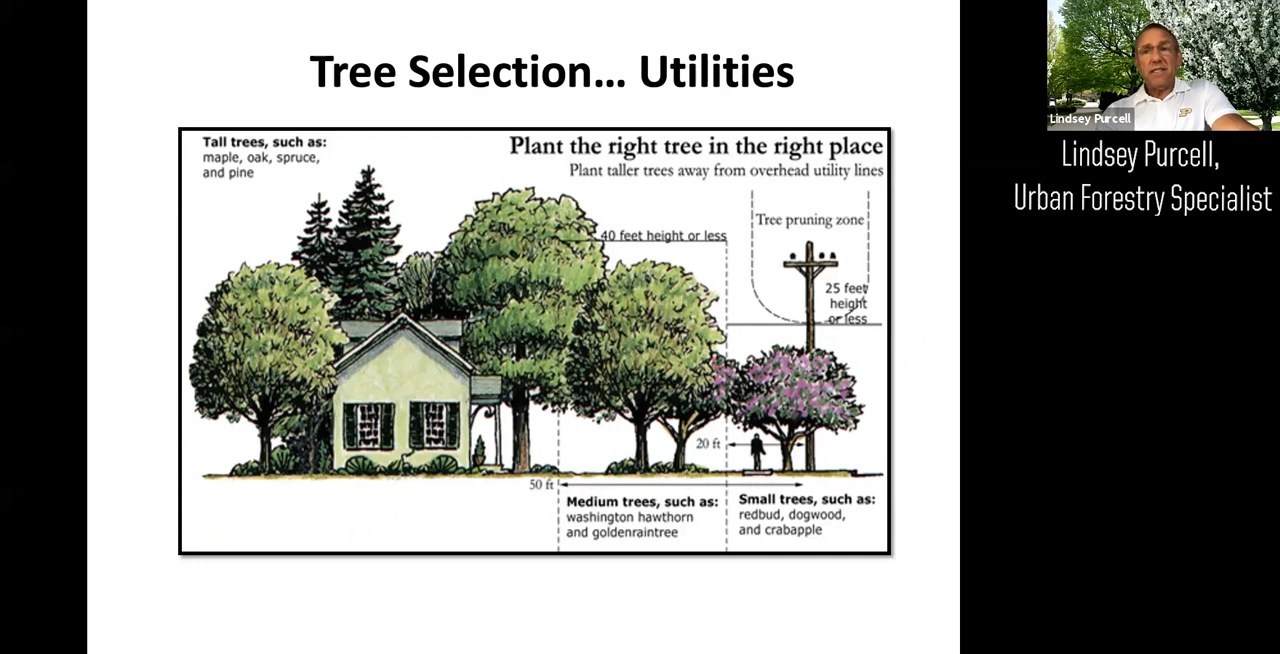 Tree Selection... Utilities
Tall trees, such as:
maple, oak, spruce,
and pine
Plant the right tree in the right place
Plant taller trees away from overhead utility lines
Tree pruning zone
40 feet height or less
25 feet
height
or less
20 ft
50 ft
Medium trees, such as:
washington hawthorn
and goldenraintree
Small trees, such as:
redbud, dogwood,
and crabapple
Lindsey Purcell
Lindsey Purcell,
Urban Forestry Specialist